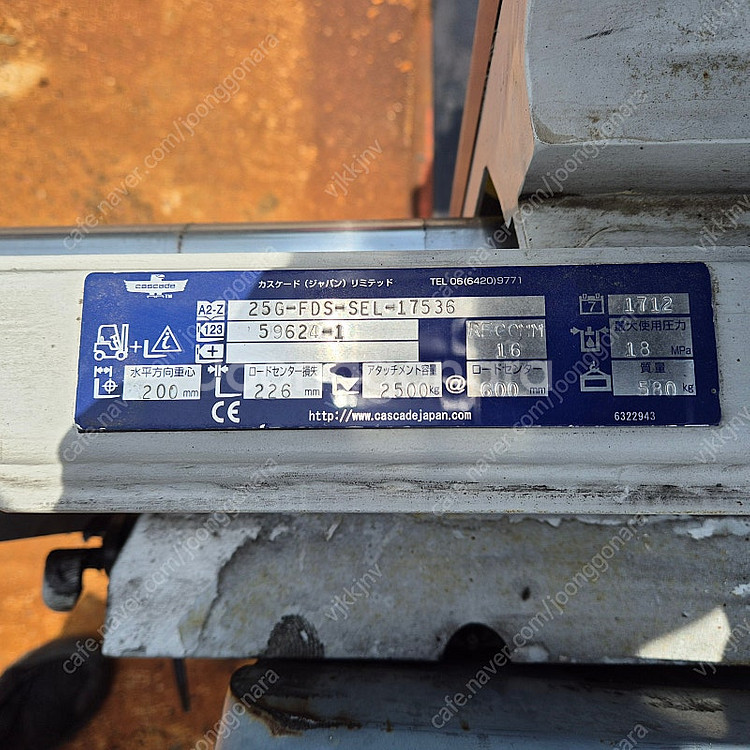 cascade TM
カスケード (ジャパン) リミテッド TEL 06(6420)9771
A2-Z 25G-FDS-SEL-17536 7 1712
123 59624-1 RECOMM 最大使用圧力
16 18 MPa
水平方向重心 ロードセンター損失 アタッチメント容量 ロードセンター 質量
200 mm 226 mm 2500 kg @ 600 mm 580 kg
CE http://www.cascadejapan.com 6322943
joonggonara
cafe.naver.com/joonggonara
vjkkjnv